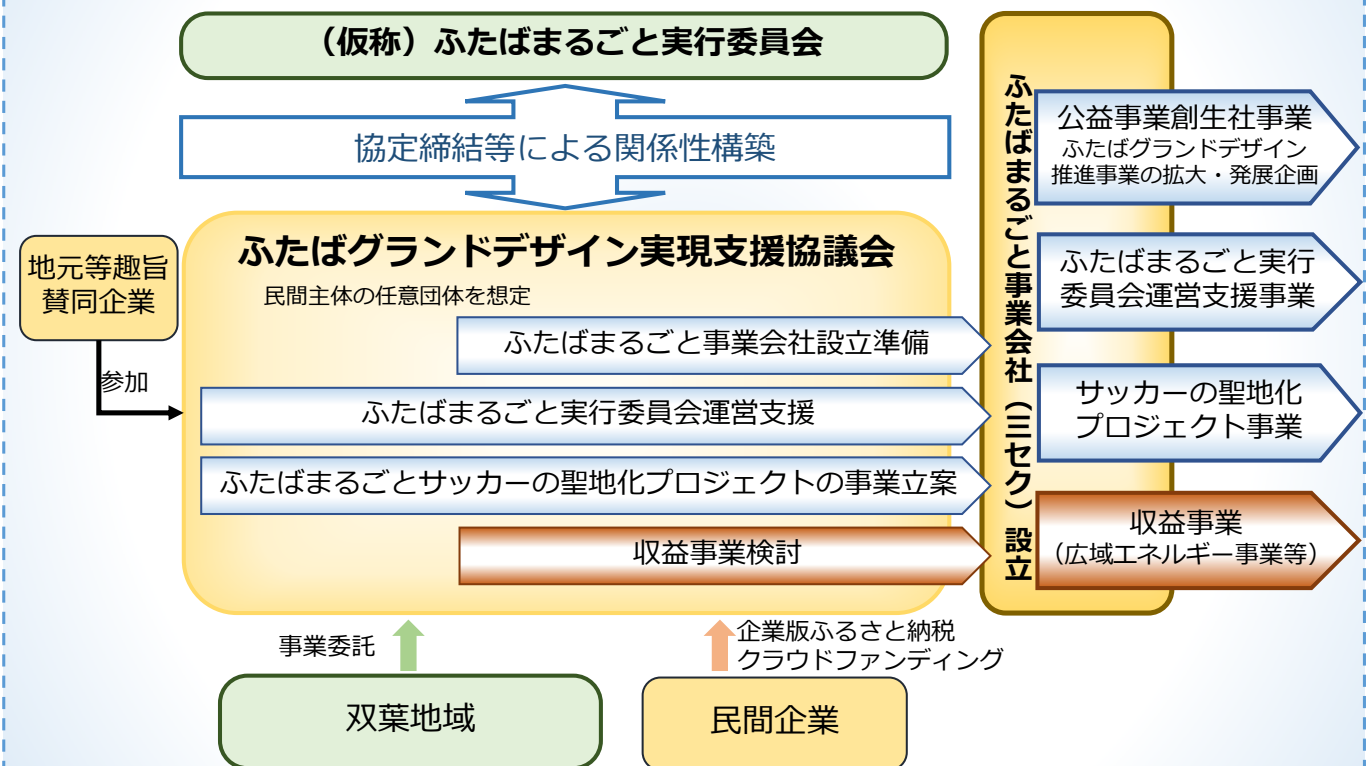 （仮称）ふたばまるごと実行委員会
協定締結等による関係性構築
地元等趣旨
賛同企業
参加
ふたばグランドデザイン実現支援協議会
民間主体の任意団体を想定
ふたばまるごと事業会社設立準備
ふたばまるごと実行委員会運営支援
ふたばまるごとサッカーの聖地化プロジェクトの事業立案
収益事業検討
ふたばまるごと事業会社（三セク）設立
公益事業創生社事業
ふたばグランドデザイン
推進事業の拡大・発展企画
ふたばまるごと実行
委員会運営支援事業
サッカーの聖地化
プロジェクト事業
収益事業
（広域エネルギー事業等）
事業委託
企業版ふるさと納税
クラウドファンディング
双葉地域
民間企業